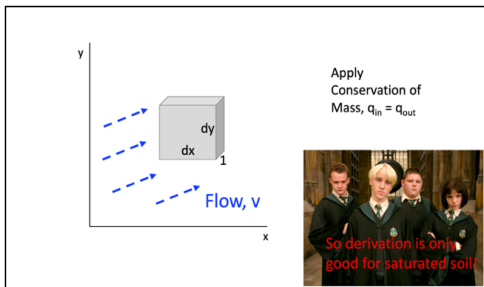 y
Apply
Conservation of
Mass, qin = qout
dy
dx
1
Flow, v
x
So derivation is only
good for saturated soil!